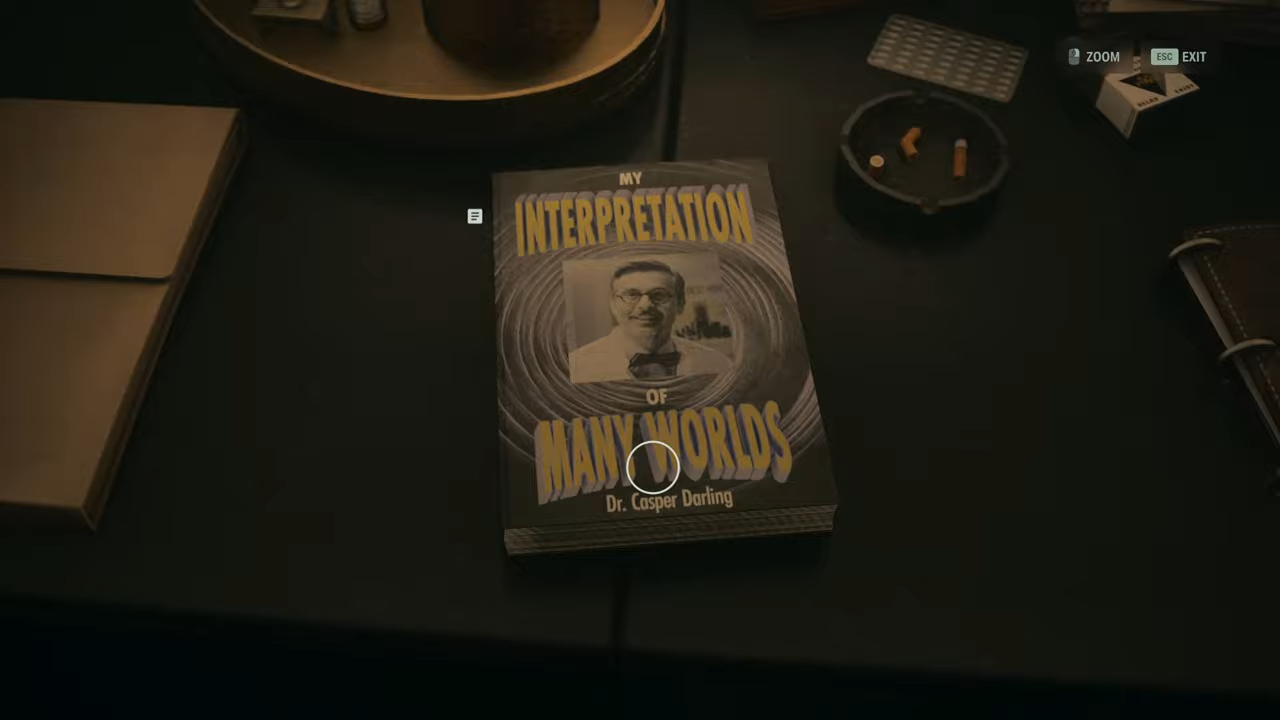 ZOOM
ESC EXIT
MY
INTERPRETATION
OF
MANY WORLDS
Dr. Casper Darling